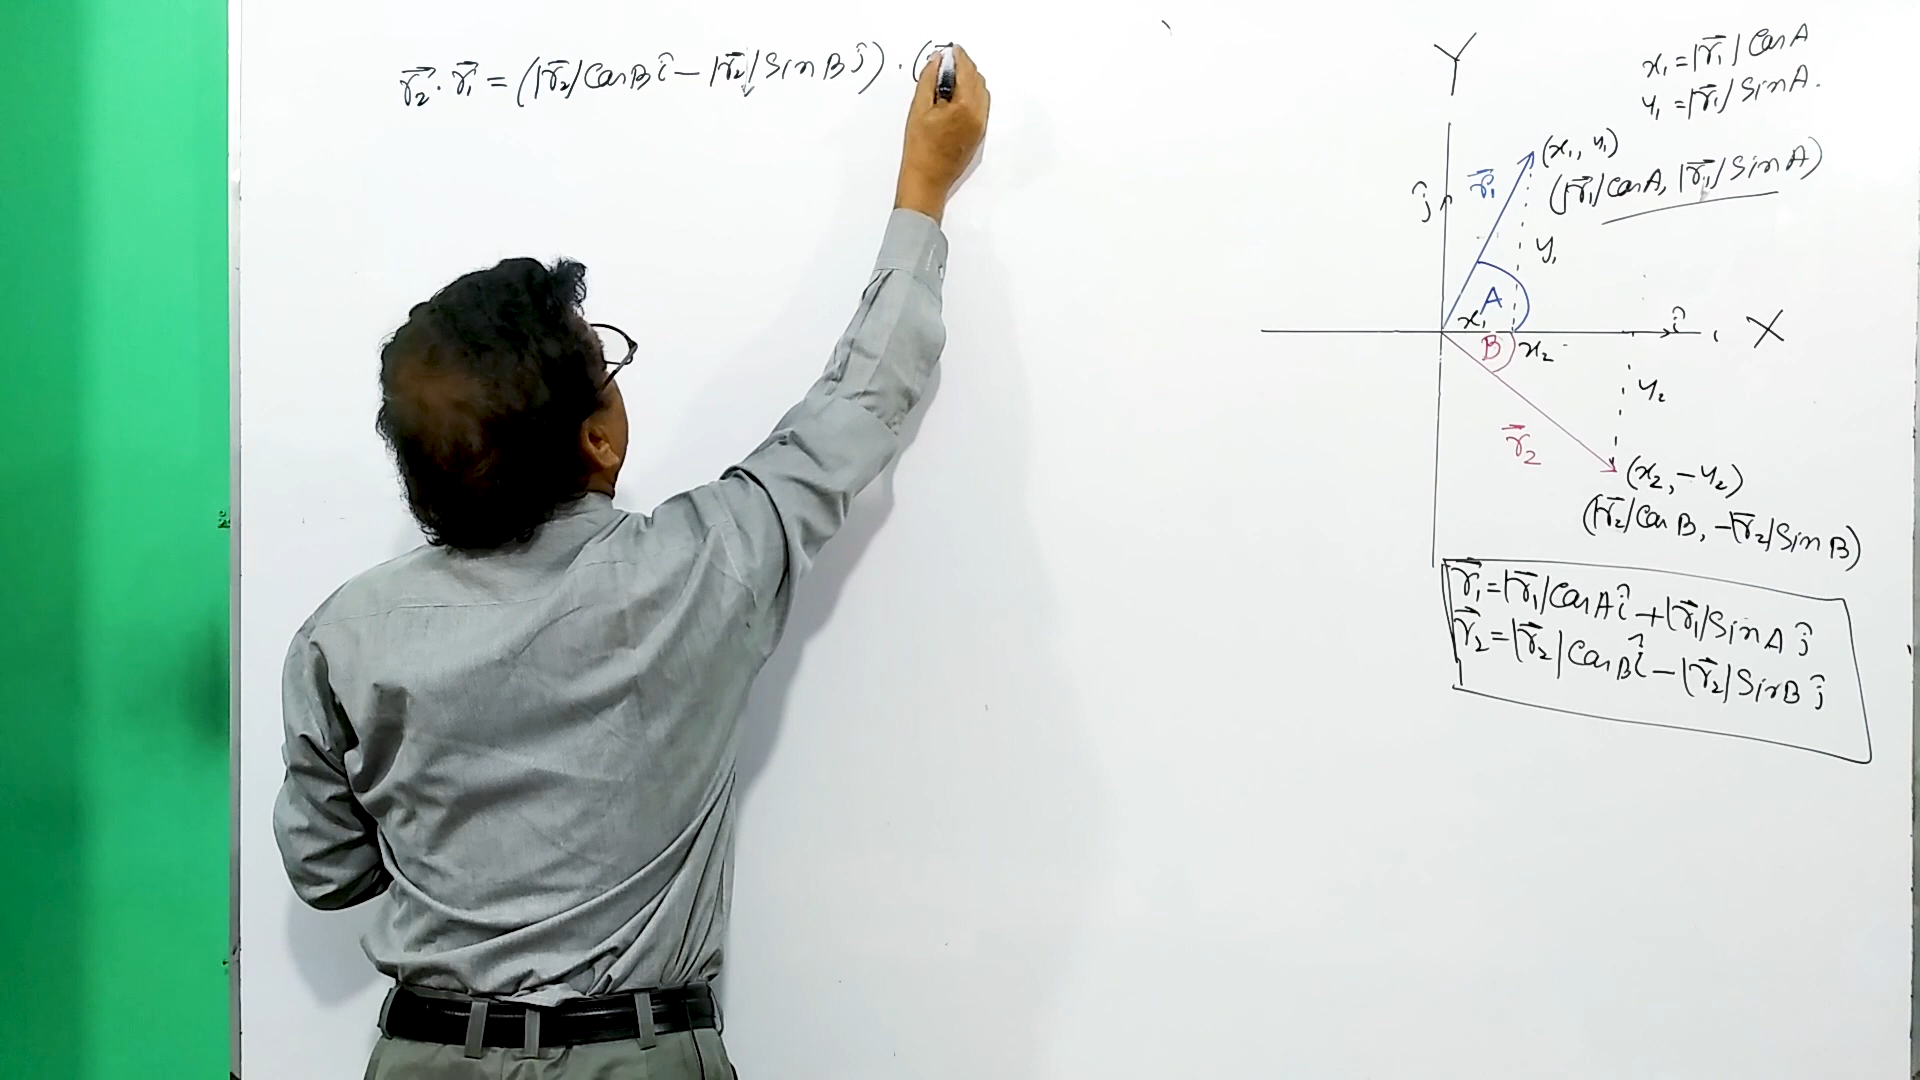 r⃗₂ · r⃗₁ = (|r⃗₂| Cos B î − |r⃗₂| Sin B ĵ) · (
Y
x₁ = |r⃗₁| Cos A
y₁ = |r⃗₁| Sin A.
(x₁, y₁)
r⃗₁
(|r⃗₁| Cos A, |r⃗₁| Sin A)
ĵ
y₁
A
x₁
î
X
B
x₂
y₂
r⃗₂
(x₂, −y₂)
(|r⃗₂| Cos B, −|r⃗₂| Sin B)
r⃗₁ = |r⃗₁| Cos A î + |r⃗₁| Sin A ĵ
r⃗₂ = |r⃗₂| Cos B î − |r⃗₂| Sin B ĵ